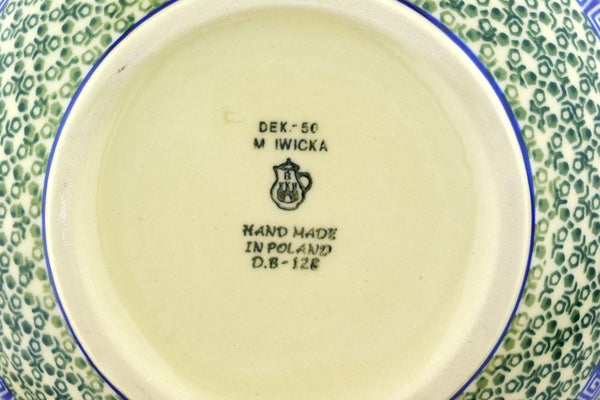 DEK.-50
M IWICKA
HAND MADE
IN POLAND
D.B-128